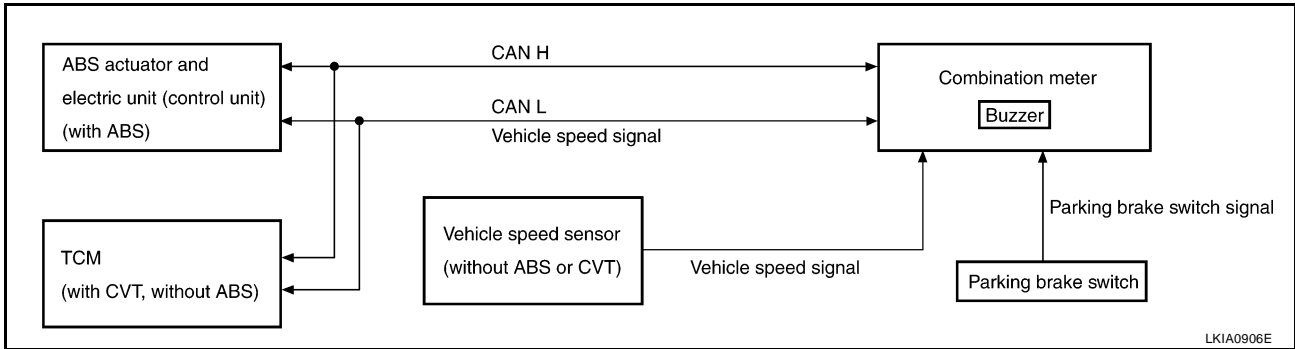 ABS actuator and
electric unit (control unit)
(with ABS)
CAN H
CAN L
Vehicle speed signal
Combination meter
Buzzer
TCM
(with CVT, without ABS)
Vehicle speed sensor
(without ABS or CVT)
Vehicle speed signal
Parking brake switch signal
Parking brake switch
LKIA0906E